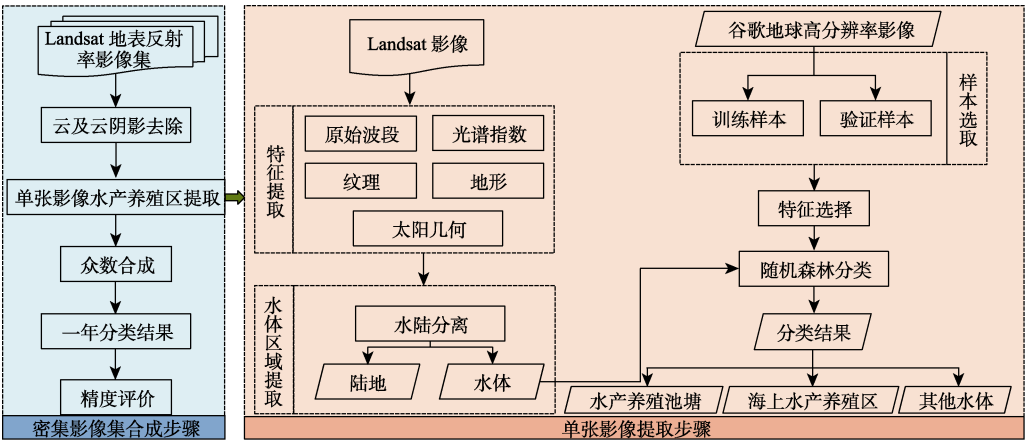 Landsat 地表反射
率影像集
云及云阴影去除
单张影像水产养殖区提取
众数合成
一年分类结果
精度评价
密集影像集合成步骤
Landsat 影像
特征提取
原始波段
光谱指数
纹理
地形
太阳几何
水体区域提取
水陆分离
陆地
水体
谷歌地球高分辨率影像
样本选取
训练样本
验证样本
特征选择
随机森林分类
分类结果
水产养殖池塘
海上水产养殖区
其他水体
单张影像提取步骤